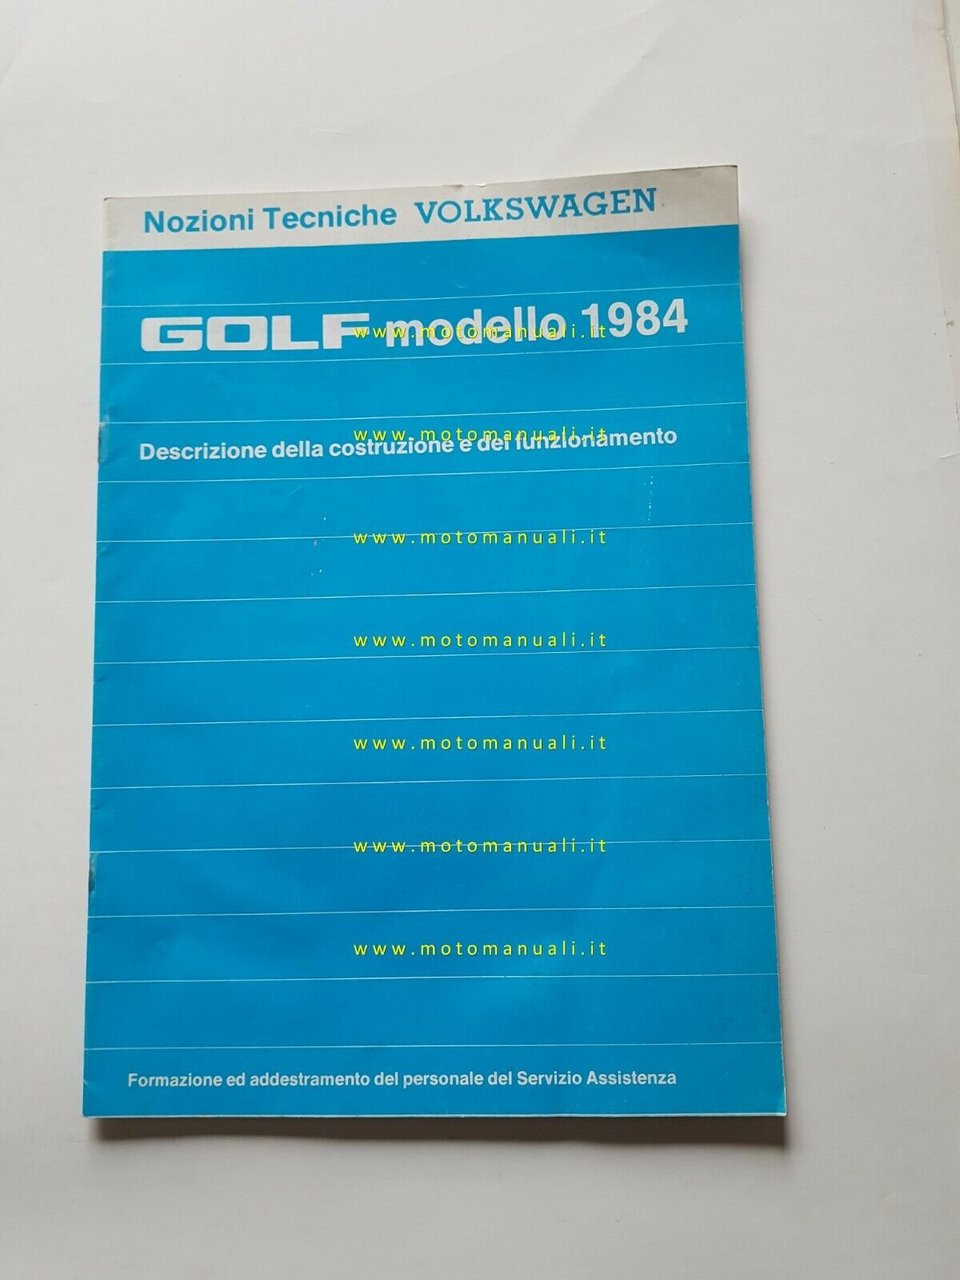 Nozioni Tecniche VOLKSWAGEN
GOLF modello 1984
www.motomanuali.it
Descrizione della costruzione e del funzionamento
www.motomanuali.it
www.motomanuali.it
www.motomanuali.it
www.motomanuali.it
www.motomanuali.it
www.motomanuali.it
Formazione ed addestramento del personale del Servizio Assistenza